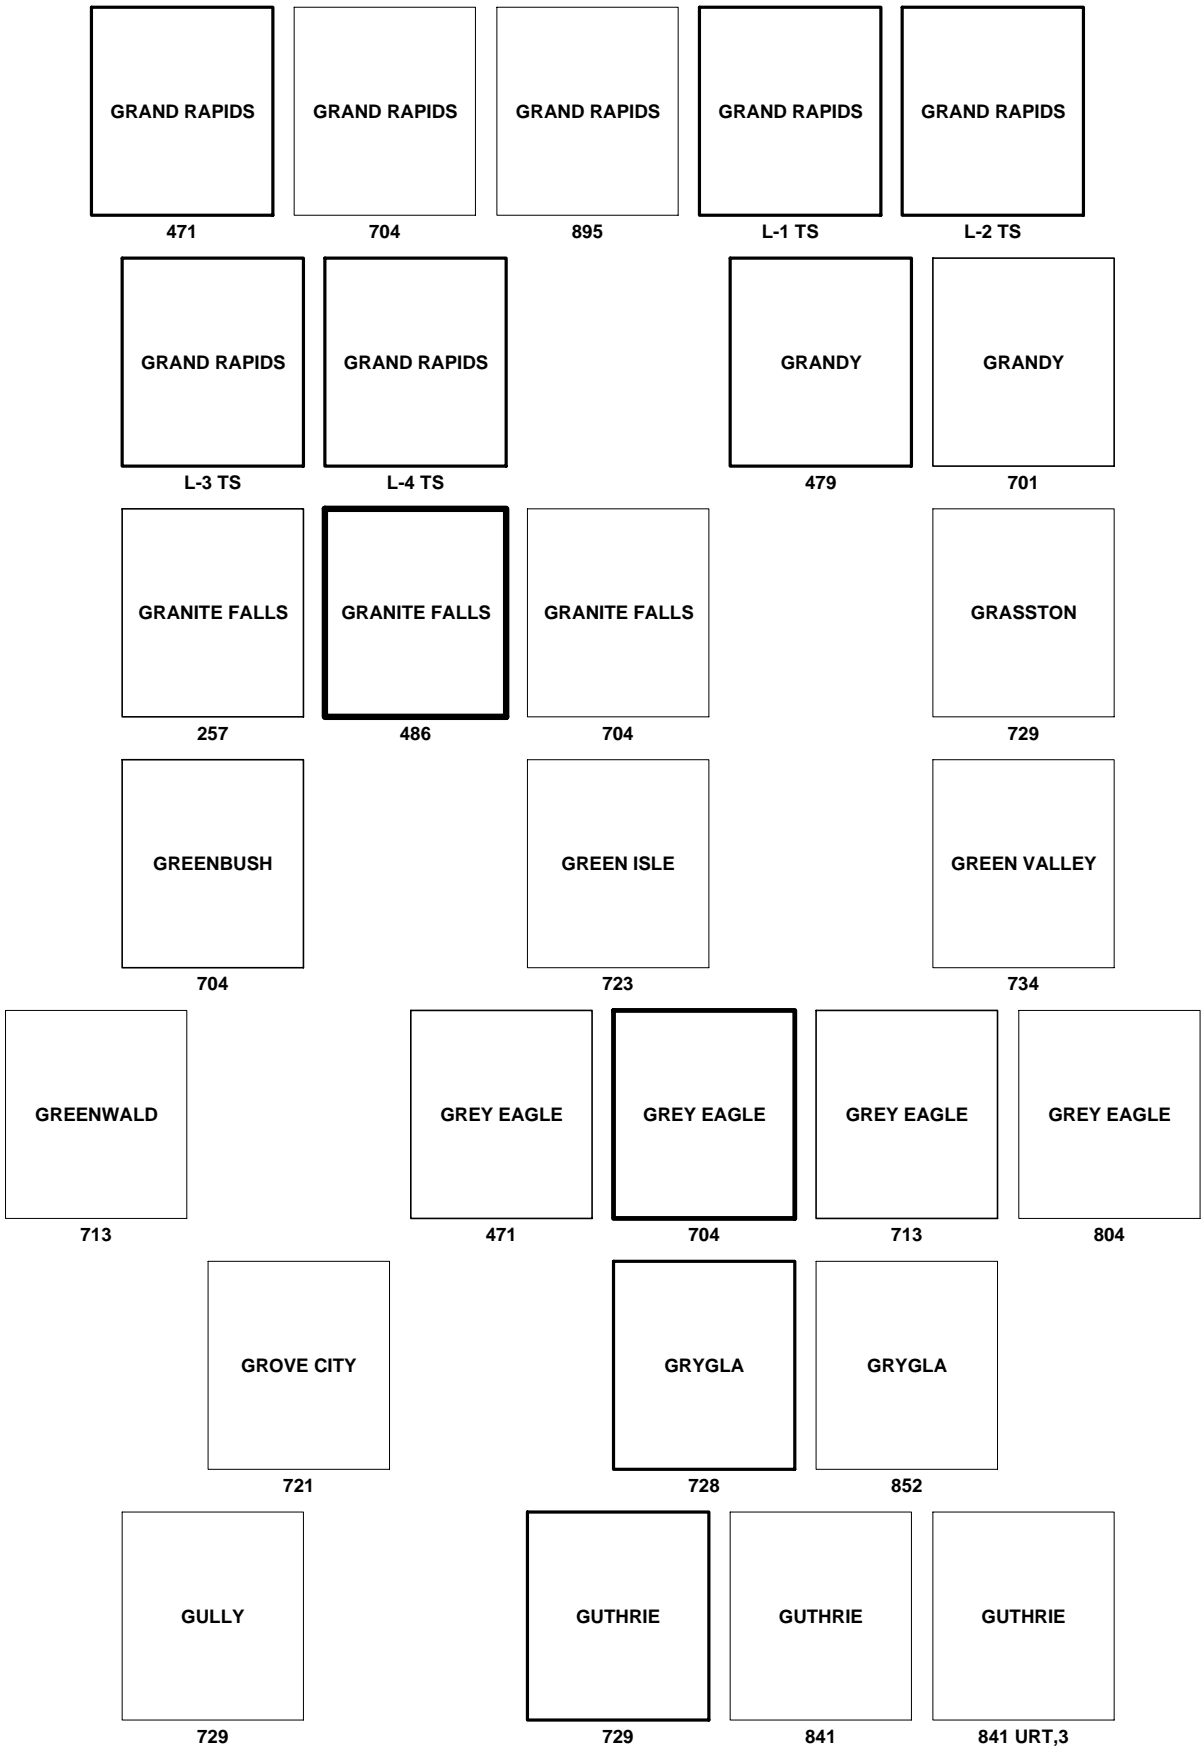 GRAND RAPIDS GRAND RAPIDS GRAND RAPIDS GRAND RAPIDS GRAND RAPIDS
471 704 895 L-1 TS L-2 TS
GRAND RAPIDS GRAND RAPIDS GRANDY GRANDY
L-3 TS L-4 TS 479 701
GRANITE FALLS GRANITE FALLS GRANITE FALLS GRASSTON
257 486 704 729
GREENBUSH GREEN ISLE GREEN VALLEY
704 723 734
GREENWALD GREY EAGLE GREY EAGLE GREY EAGLE GREY EAGLE
713 471 704 713 804
GROVE CITY GRYGLA GRYGLA
721 728 852
GULLY GUTHRIE GUTHRIE GUTHRIE
729 729 841 841 URT,3